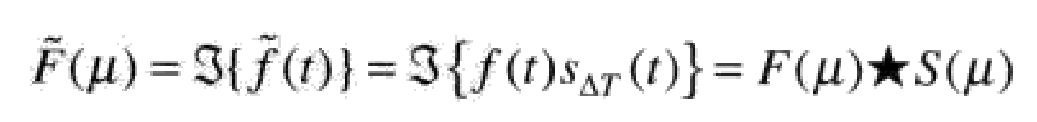 F̃(μ) = ℑ{f̃(t)} = ℑ{f(t)s_ΔT(t)} = F(μ)★S(μ)